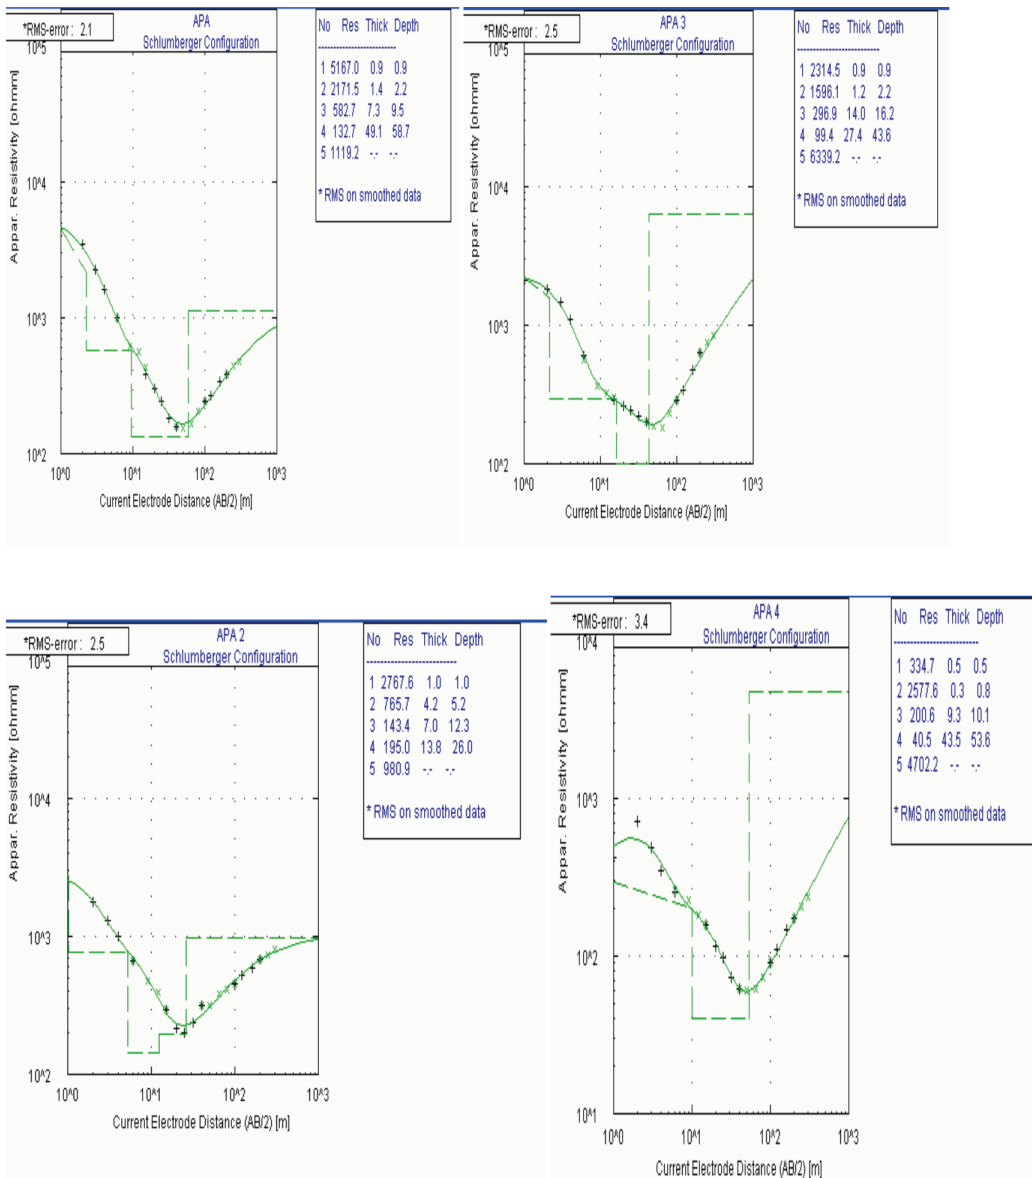 *RMS-error : 2.1
APA
Schlumberger Configuration
No Res Thick Depth
------------------------
1 5167.0 0.9 0.9
2 2171.5 1.4 2.2
3 582.7 7.3 9.5
4 132.7 49.1 58.7
5 1119.2 -.- -.-
* RMS on smoothed data
Appar. Resistivity [ohmm]
10^5
10^4
10^3
10^2
10^0 10^1 10^2 10^3
Current Electrode Distance (AB/2) [m]
*RMS-error : 2.5
APA 3
Schlumberger Configuration
No Res Thick Depth
------------------------
1 2314.5 0.9 0.9
2 1596.1 1.2 2.2
3 296.9 14.0 16.2
4 99.4 27.4 43.6
5 6339.2 -.- -.-
* RMS on smoothed data
Appar. Resistivity [ohmm]
10^5
10^4
10^3
10^2
10^0 10^1 10^2 10^3
Current Electrode Distance (AB/2) [m]
*RMS-error : 2.5
APA 2
Schlumberger Configuration
No Res Thick Depth
------------------------
1 2767.6 1.0 1.0
2 765.7 4.2 5.2
3 143.4 7.0 12.3
4 195.0 13.8 26.0
5 980.9 -.- -.-
* RMS on smoothed data
Appar. Resistivity [ohmm]
10^5
10^4
10^3
10^2
10^0 10^1 10^2 10^3
Current Electrode Distance (AB/2) [m]
*RMS-error : 3.4
APA 4
Schlumberger Configuration
No Res Thick Depth
------------------------
1 334.7 0.5 0.5
2 2577.6 0.3 0.8
3 200.6 9.3 10.1
4 40.5 43.5 53.6
5 4702.2 -.- -.-
* RMS on smoothed data
Appar. Resistivity [ohmm]
10^4
10^3
10^2
10^1
10^0 10^1 10^2 10^3
Current Electrode Distance (AB/2) [m]